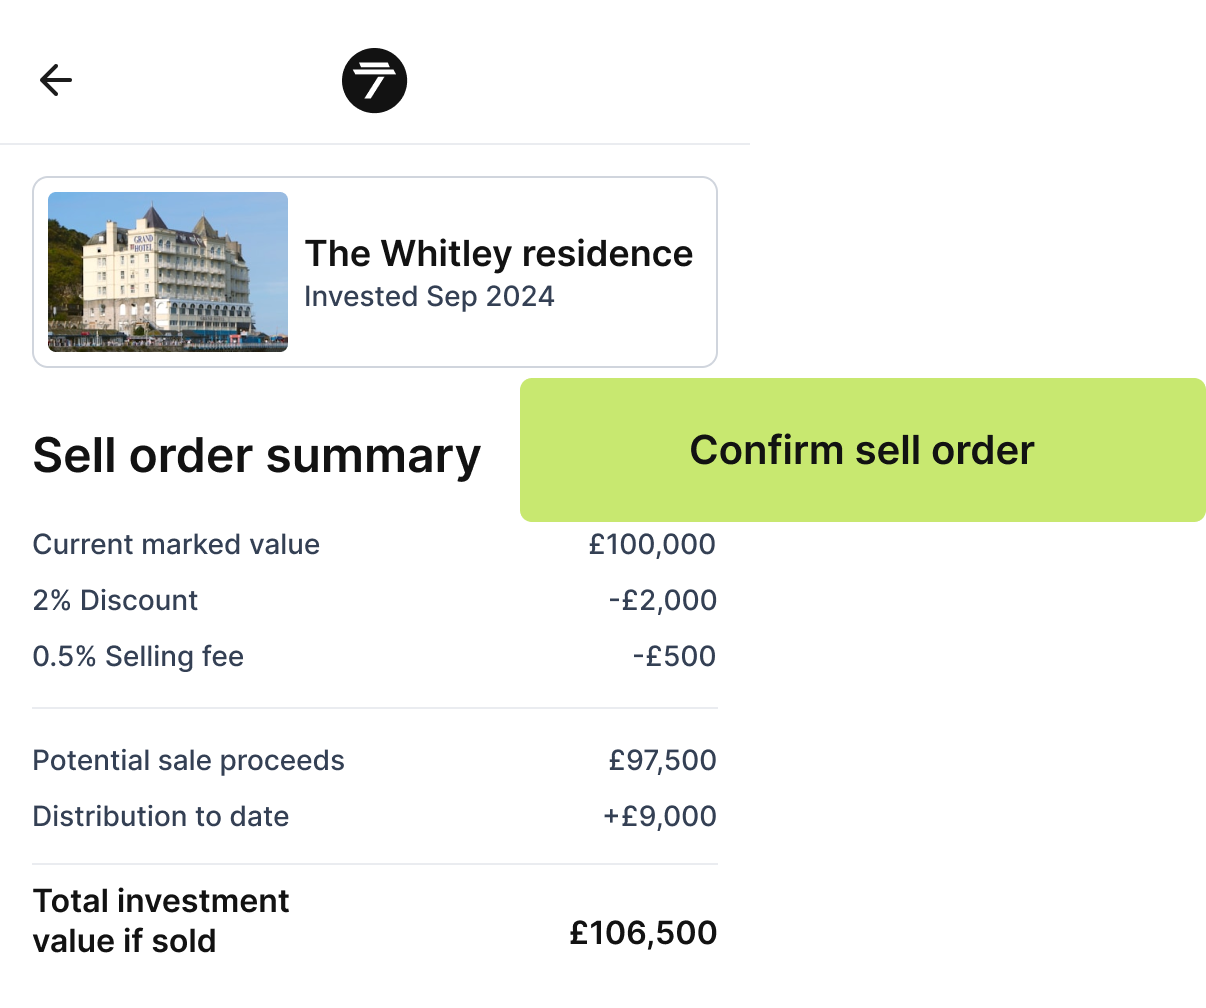 GRAND
HOTEL
The Whitley residence
Invested Sep 2024
Sell order summary
Confirm sell order
Current marked value £100,000
2% Discount -£2,000
0.5% Selling fee -£500
Potential sale proceeds £97,500
Distribution to date +£9,000
Total investment
value if sold £106,500